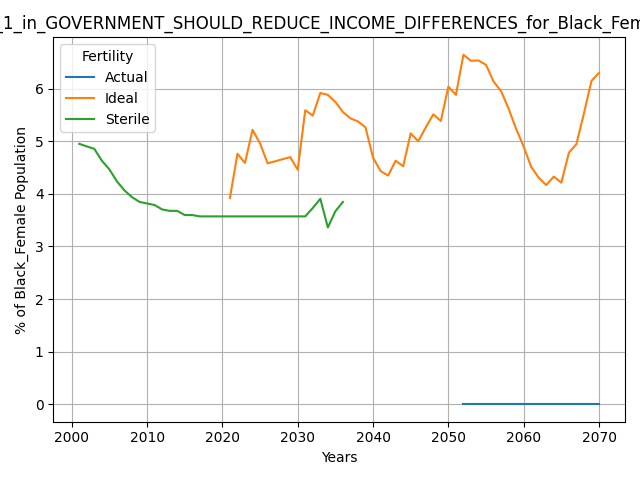 _1_in_GOVERNMENT_SHOULD_REDUCE_INCOME_DIFFERENCES_for_Black_Fem
Fertility
Actual
Ideal
Sterile
% of Black_Female Population
6
5
4
3
2
1
0
2000 2010 2020 2030 2040 2050 2060 2070
Years